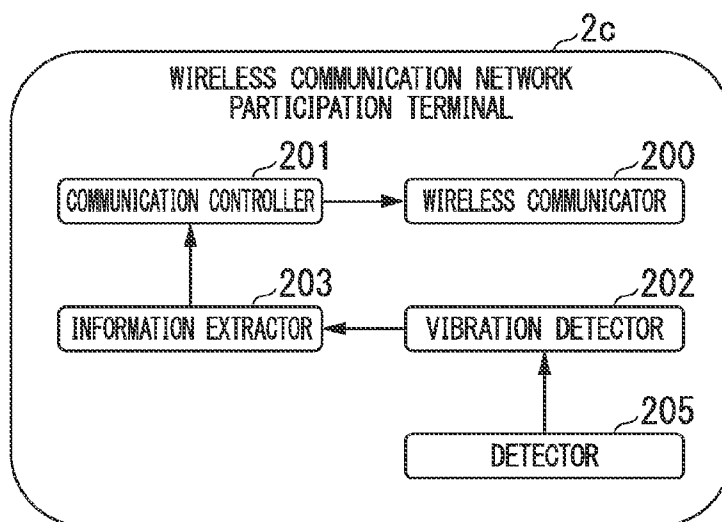 2c
WIRELESS COMMUNICATION NETWORK
PARTICIPATION TERMINAL
201
200
COMMUNICATION CONTROLLER
WIRELESS COMMUNICATOR
203
202
INFORMATION EXTRACTOR
VIBRATION DETECTOR
205
DETECTOR